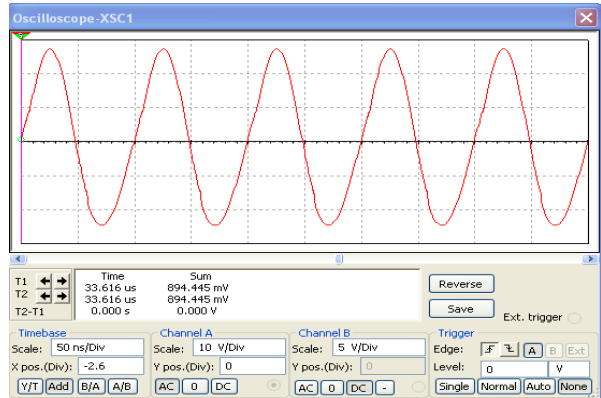 Oscilloscope-XSC1
Time Sum
T1 33.616 us 894.445 mV
T2 33.616 us 894.445 mV
T2-T1 0.000 s 0.000 V
Reverse
Save
Ext. trigger
Timebase
Scale: 50 ns/Div
X pos.(Div): -2.6
Y/T Add B/A A/B
Channel A
Scale: 10 V/Div
Y pos.(Div): 0
AC 0 DC
Channel B
Scale: 5 V/Div
Y pos.(Div): 0
AC 0 DC -
Trigger
Edge: A B Ext
Level: 0 V
Single Normal Auto None